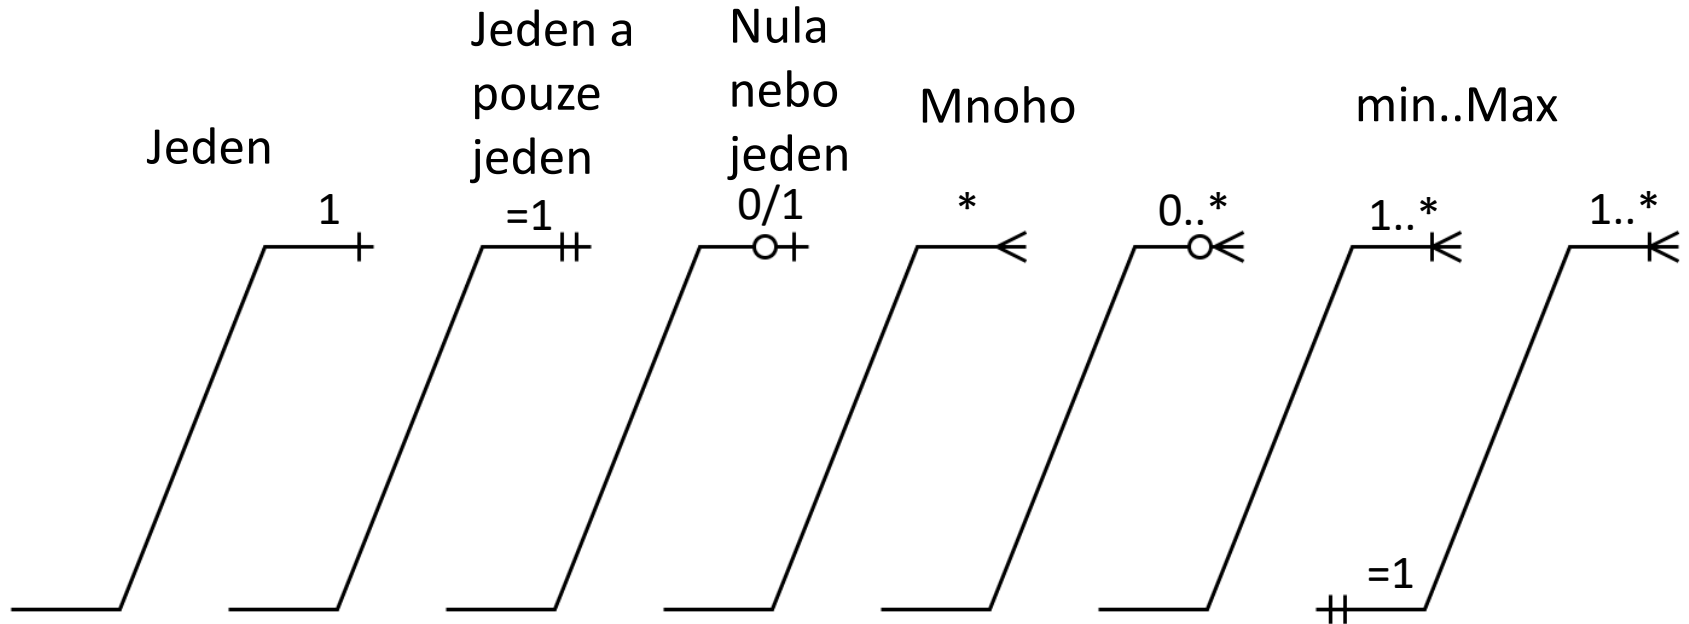 Jeden
1
Jeden a
pouze
jeden
=1
Nula
nebo
jeden
0/1
Mnoho
*
min..Max
0..*
1..*
1..*
=1